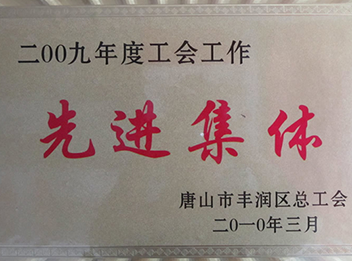 二00九年度工会工作
先进集体
唐山市丰润区总工会
二0一0年三月